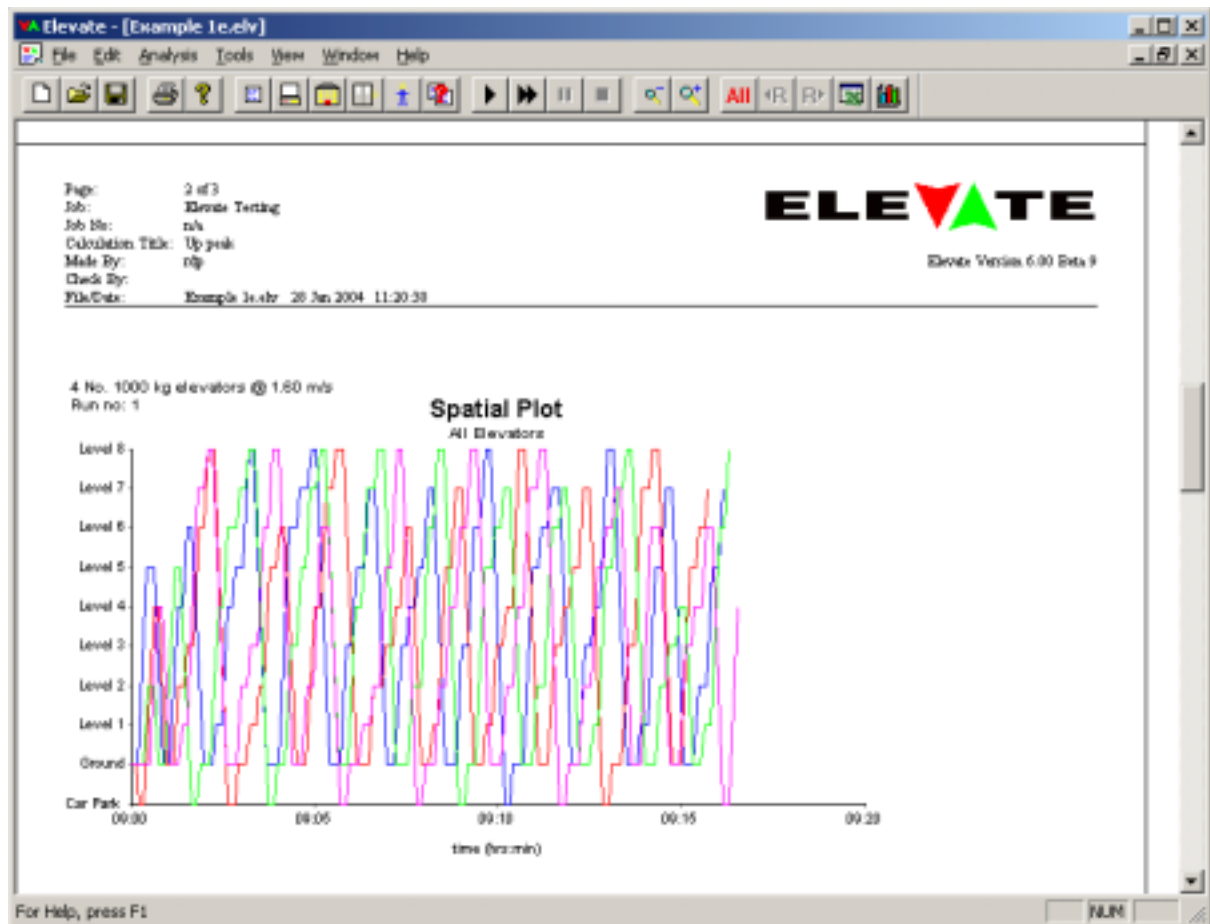 Elevate - [Example 1e.elv]
File Edit Analysis Tools View Window Help
All R R
Page: 2 of 3
Job: Elevate Testing
Job No: n/a
Calculation Title: Up peak
Made By: rdp
Check By:
File/Date: Example 1e.elv 28 Jun 2004 11:20:38
ELEVATE
Elevate Version 6.00 Beta 9
4 No. 1000 kg elevators @ 1.60 m/s
Run no: 1
Spatial Plot
All Elevators
Level 8
Level 7
Level 6
Level 5
Level 4
Level 3
Level 2
Level 1
Ground
Car Park
09:00 09:05 09:10 09:15 09:20
time (hrs:min)
For Help, press F1
NUM